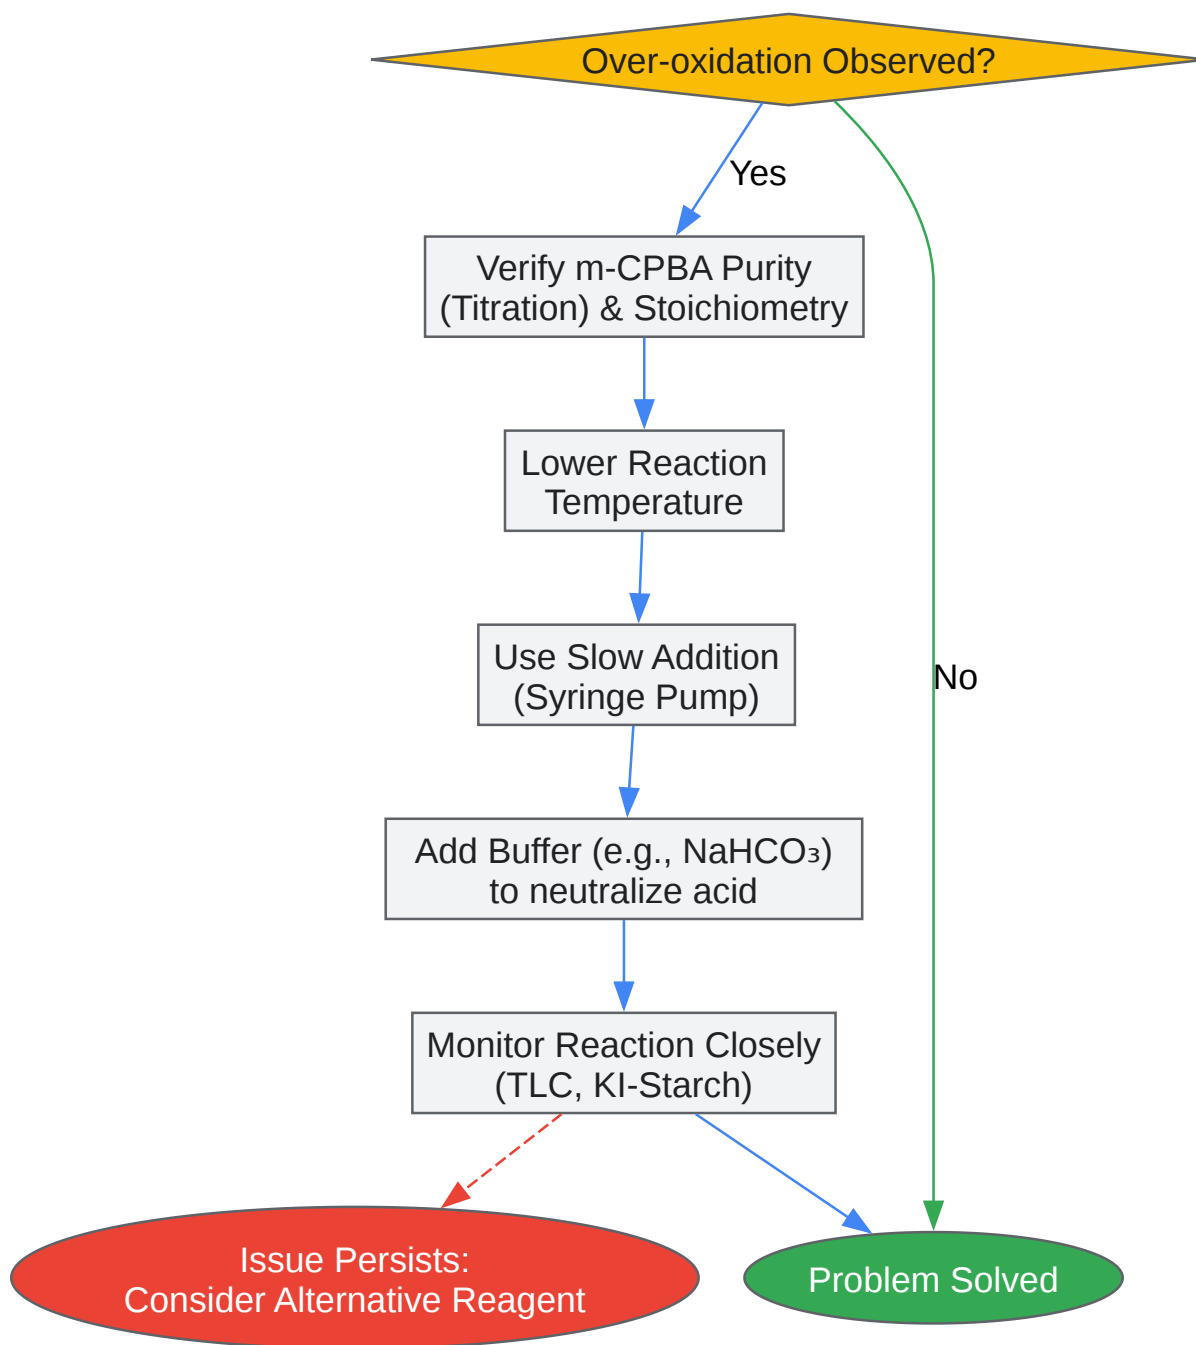 Over-oxidation Observed?
Yes
Verify m-CPBA Purity
(Titration) & Stoichiometry
Lower Reaction
Temperature
Use Slow Addition
(Syringe Pump)
No
Add Buffer (e.g., NaHCO₃)
to neutralize acid
Monitor Reaction Closely
(TLC, KI-Starch)
Issue Persists:
Consider Alternative Reagent
Problem Solved